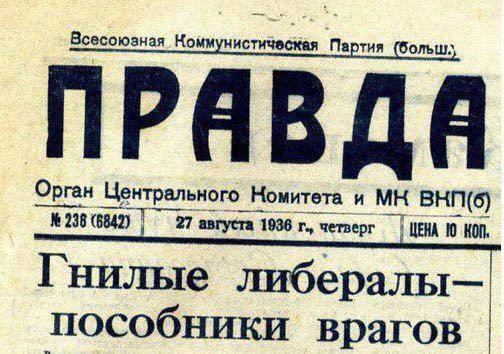 Всесоюзная Коммунистическая Партия (больш.)
ПРАВДА
Орган Центрального Комитета и МК ВКП(б)
№ 236 (6842) 27 августа 1936 г., четверг ЦЕНА 10 КОП.
Гнилые либералы—
пособники врагов